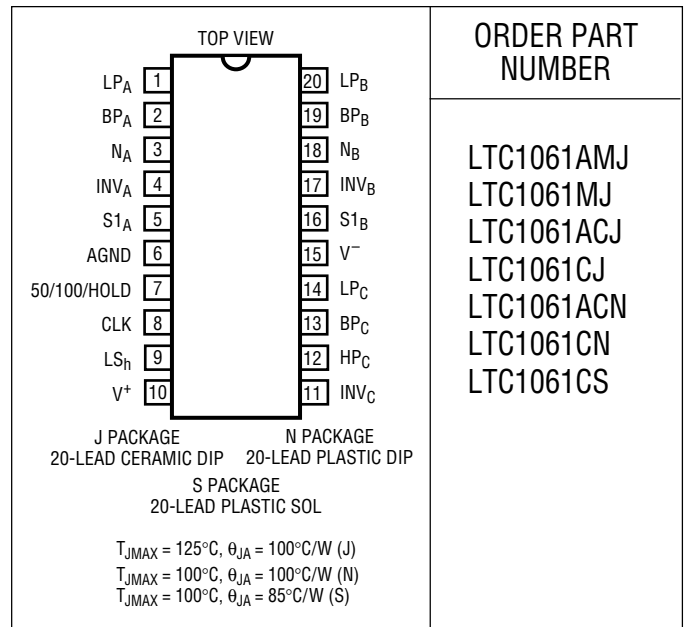 TOP VIEW
LPA 1 20 LPB
BPA 2 19 BPB
NA 3 18 NB
INVA 4 17 INVB
S1A 5 16 S1B
AGND 6 15 V–
50/100/HOLD 7 14 LPC
CLK 8 13 BPC
LSh 9 12 HPC
V+ 10 11 INVC
J PACKAGE
20-LEAD CERAMIC DIP
N PACKAGE
20-LEAD PLASTIC DIP
S PACKAGE
20-LEAD PLASTIC SOL
TJMAX = 125°C, θJA = 100°C/W (J)
TJMAX = 100°C, θJA = 100°C/W (N)
TJMAX = 100°C, θJA = 85°C/W (S)
ORDER PART
NUMBER
LTC1061AMJ
LTC1061MJ
LTC1061ACJ
LTC1061CJ
LTC1061ACN
LTC1061CN
LTC1061CS